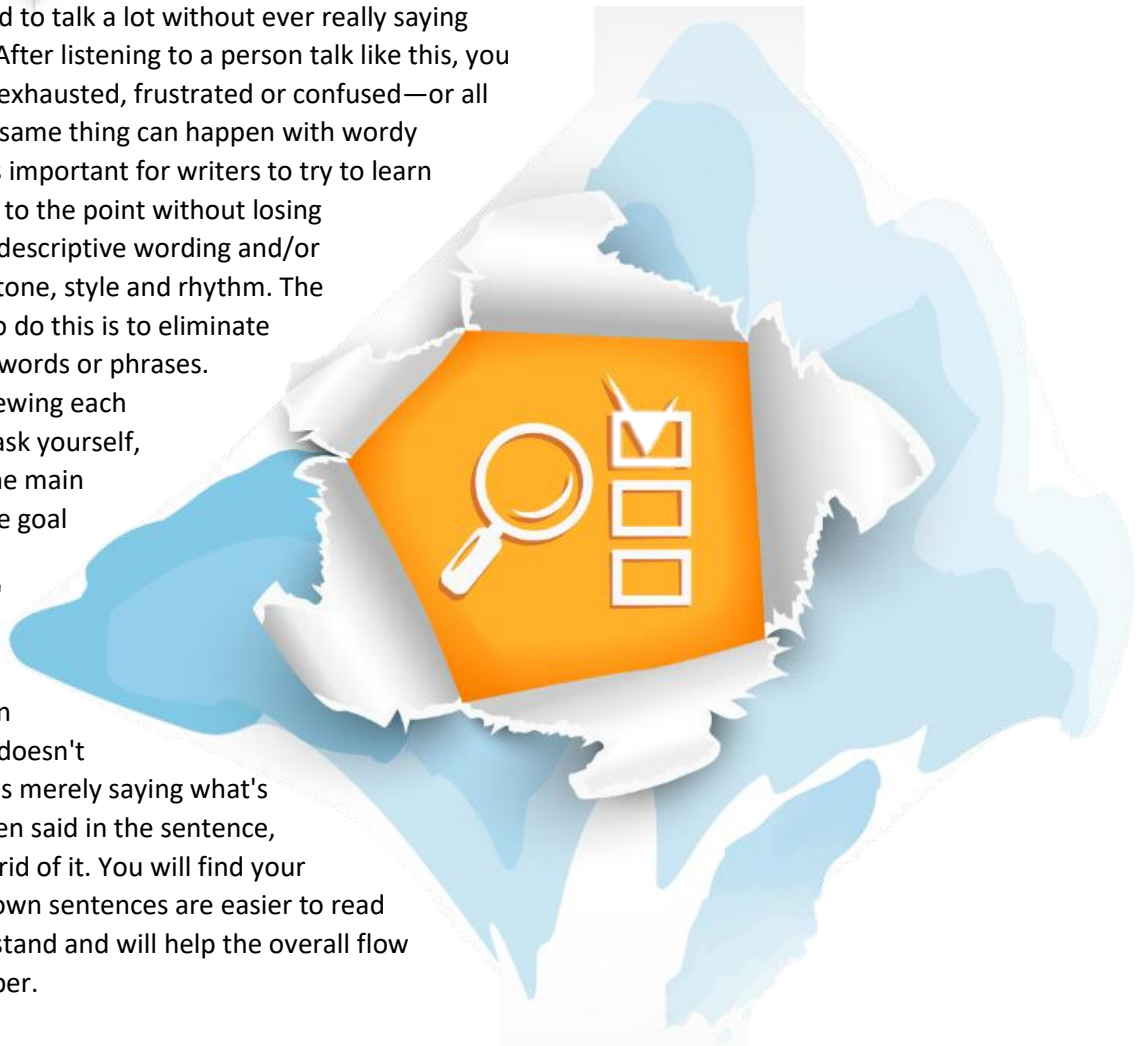 d to talk a lot without ever really saying
After listening to a person talk like this, you
exhausted, frustrated or confused—or all
same thing can happen with wordy
s important for writers to try to learn
to the point without losing
descriptive wording and/or
tone, style and rhythm. The
o do this is to eliminate
words or phrases.
ewing each
ask yourself,
ne main
e goal
n
doesn't
s merely saying what's
en said in the sentence,
rid of it. You will find your
own sentences are easier to read
stand and will help the overall flow
per.